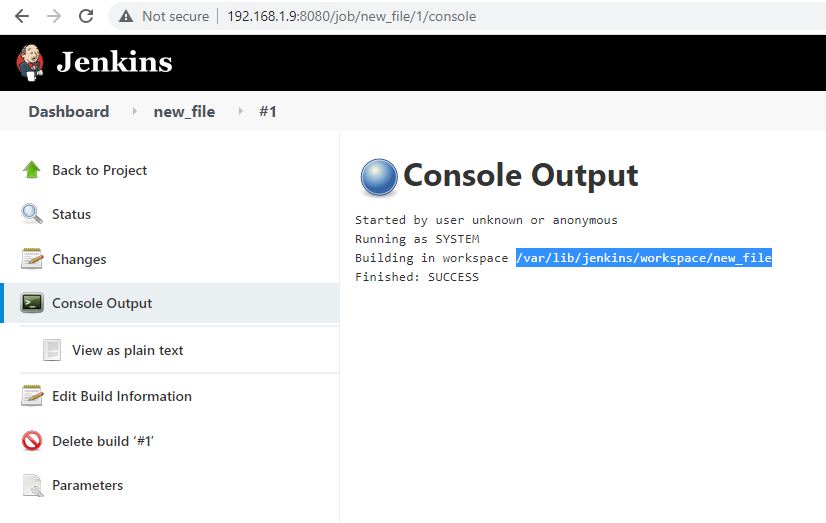 Not secure | 192.168.1.9:8080/job/new_file/1/console
Jenkins
Dashboard new_file #1
Back to Project
Status
Changes
Console Output
View as plain text
Edit Build Information
Delete build ‘#1’
Parameters
Console Output
Started by user unknown or anonymous
Running as SYSTEM
Building in workspace /var/lib/jenkins/workspace/new_file
Finished: SUCCESS